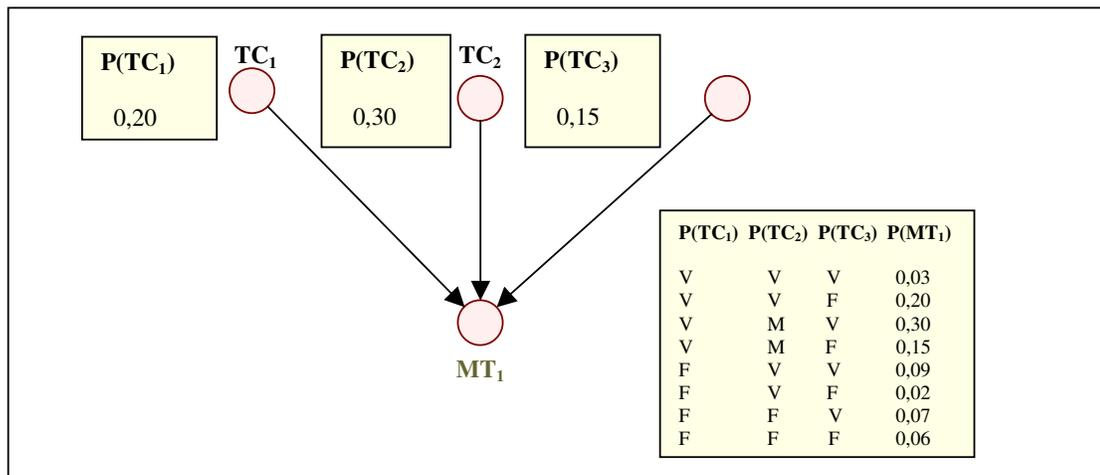 P(TC₁)
0,20
TC₁
P(TC₂)
0,30
TC₂
P(TC₃)
0,15
P(TC₁) P(TC₂) P(TC₃) P(MT₁)
V V V 0,03
V V F 0,20
V M V 0,30
V M F 0,15
F V V 0,09
F V F 0,02
F F V 0,07
F F F 0,06
MT₁